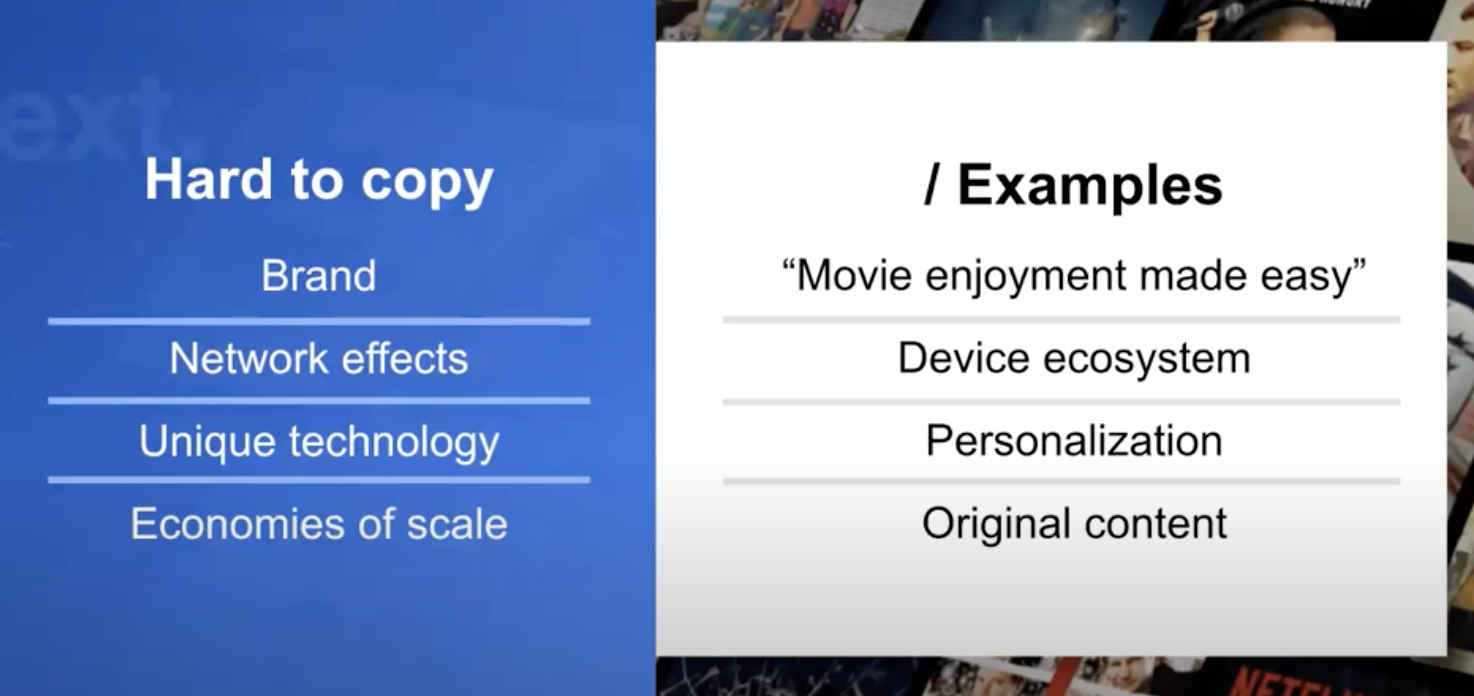 ext.
Hard to copy
Brand
Network effects
Unique technology
Economies of scale
/ Examples
“Movie enjoyment made easy”
Device ecosystem
Personalization
Original content